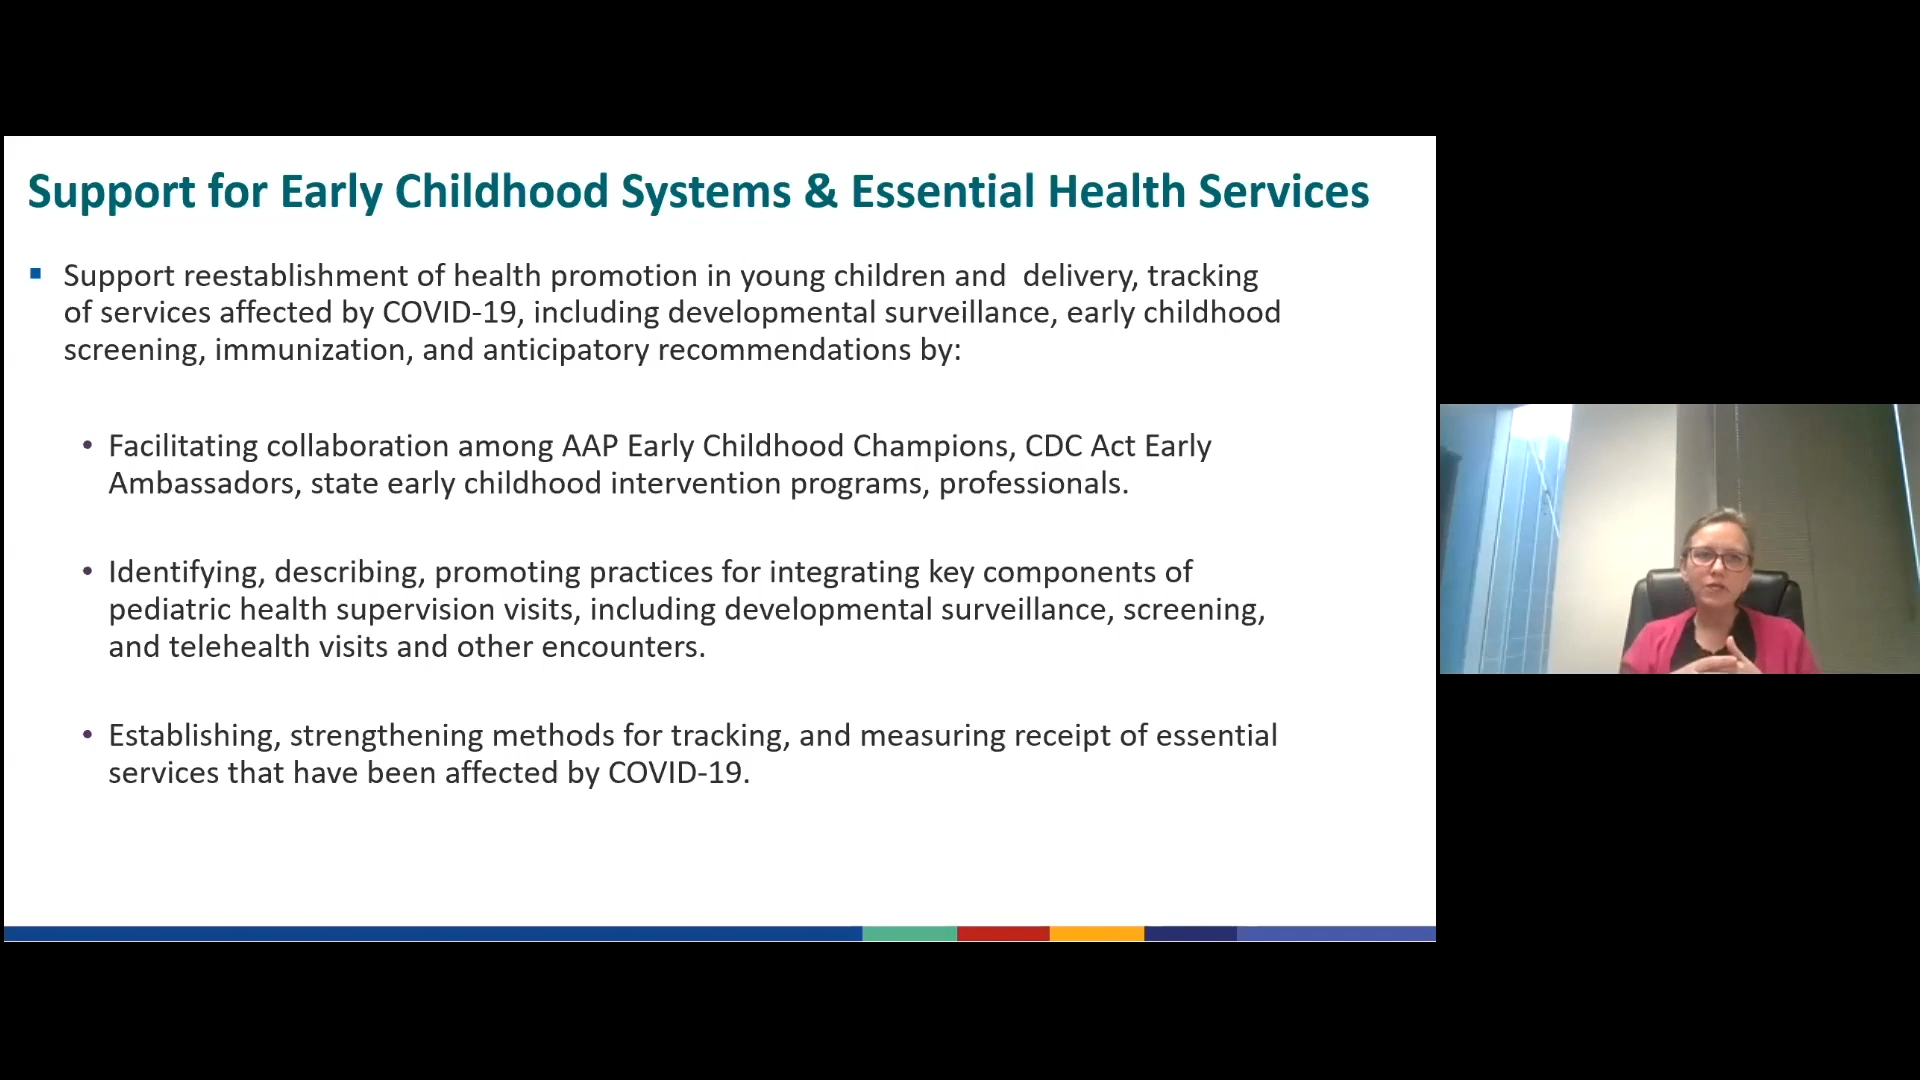 Support for Early Childhood Systems & Essential Health Services
▪ Support reestablishment of health promotion in young children and  delivery, tracking
of services affected by COVID-19, including developmental surveillance, early childhood
screening, immunization, and anticipatory recommendations by:
• Facilitating collaboration among AAP Early Childhood Champions, CDC Act Early
Ambassadors, state early childhood intervention programs, professionals.
• Identifying, describing, promoting practices for integrating key components of
pediatric health supervision visits, including developmental surveillance, screening,
and telehealth visits and other encounters.
• Establishing, strengthening methods for tracking, and measuring receipt of essential
services that have been affected by COVID-19.